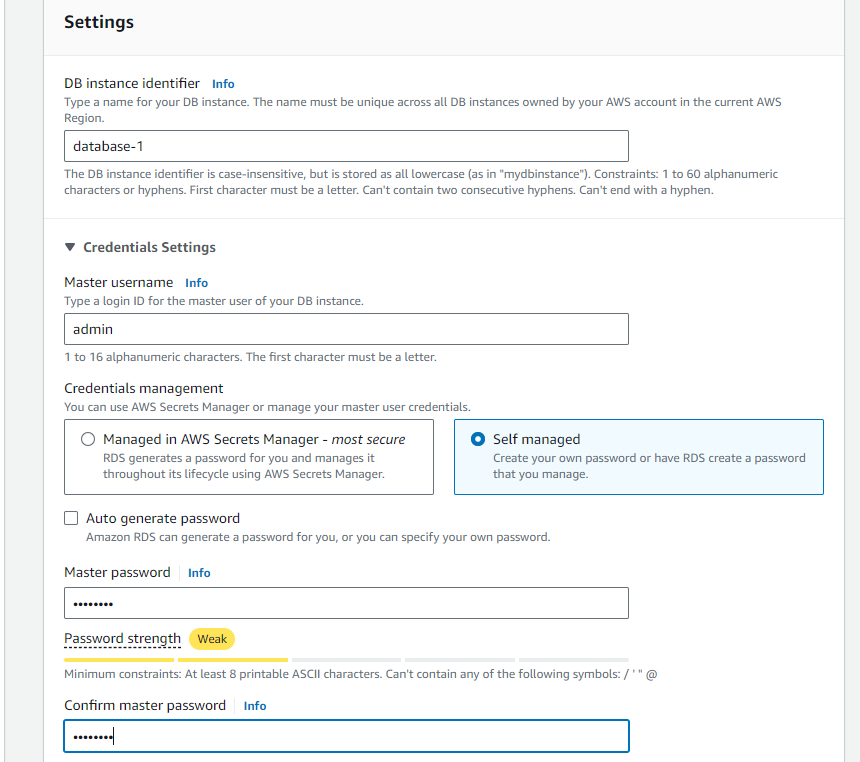 Settings
DB instance identifier Info
Type a name for your DB instance. The name must be unique across all DB instances owned by your AWS account in the current AWS
Region.
database-1
The DB instance identifier is case-insensitive, but is stored as all lowercase (as in "mydbinstance"). Constraints: 1 to 60 alphanumeric
characters or hyphens. First character must be a letter. Can't contain two consecutive hyphens. Can't end with a hyphen.
Credentials Settings
Master username Info
Type a login ID for the master user of your DB instance.
admin
1 to 16 alphanumeric characters. The first character must be a letter.
Credentials management
You can use AWS Secrets Manager or manage your master user credentials.
Managed in AWS Secrets Manager - most secure
RDS generates a password for you and manages it
throughout its lifecycle using AWS Secrets Manager.
Self managed
Create your own password or have RDS create a password
that you manage.
Auto generate password
Amazon RDS can generate a password for you, or you can specify your own password.
Master password Info
••••••••
Password strength Weak
Minimum constraints: At least 8 printable ASCII characters. Can't contain any of the following symbols: / ' " @
Confirm master password Info
••••••••